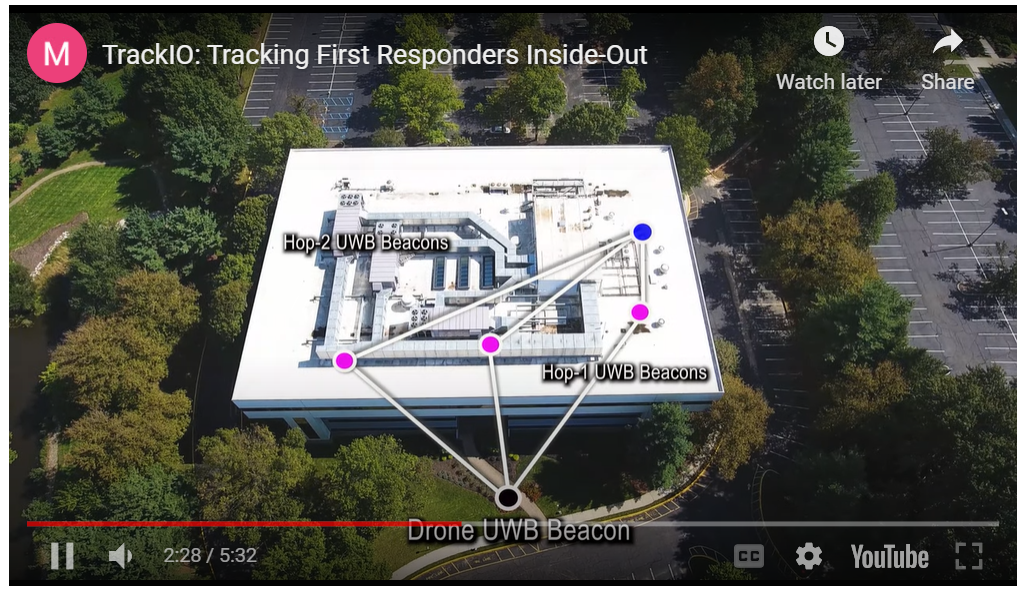 M
TrackIO: Tracking First Responders Inside-Out
Watch later
Share
Hop-2 UWB Beacons
Hop-1 UWB Beacons
Drone UWB Beacon
2:28 / 5:32
CC
YouTube